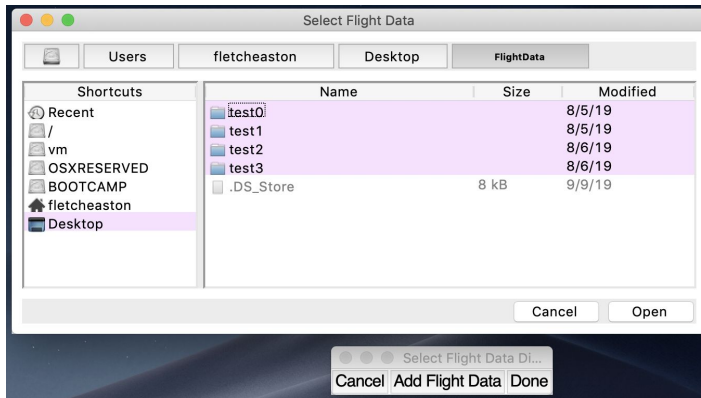 Select Flight Data
Users fletcheaston Desktop FlightData
Shortcuts Name Size Modified
Recent test0 8/5/19
/ test1 8/5/19
vm test2 8/6/19
OSXRESERVED test3 8/6/19
BOOTCAMP .DS_Store 8 kB 9/9/19
fletcheaston
Desktop
Cancel Open
Select Flight Data Di...
Cancel Add Flight Data Done